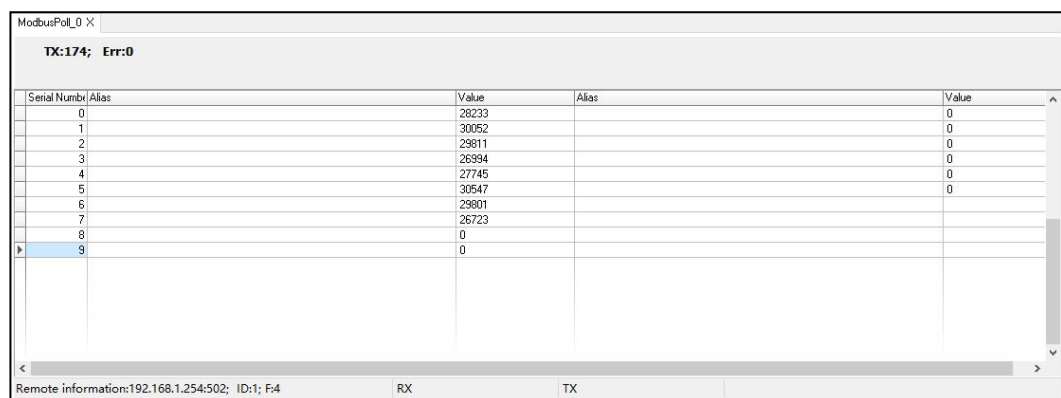 ModbusPoll_0 X
TX:174; Err:0
Serial Numbe Alias Value Alias Value
0 28233 0
1 30052 0
2 29811 0
3 26994 0
4 27745 0
5 30547 0
6 29801
7 26723
8 0
9 0
Remote information:192.168.1.254:502; ID:1; F:4 RX TX